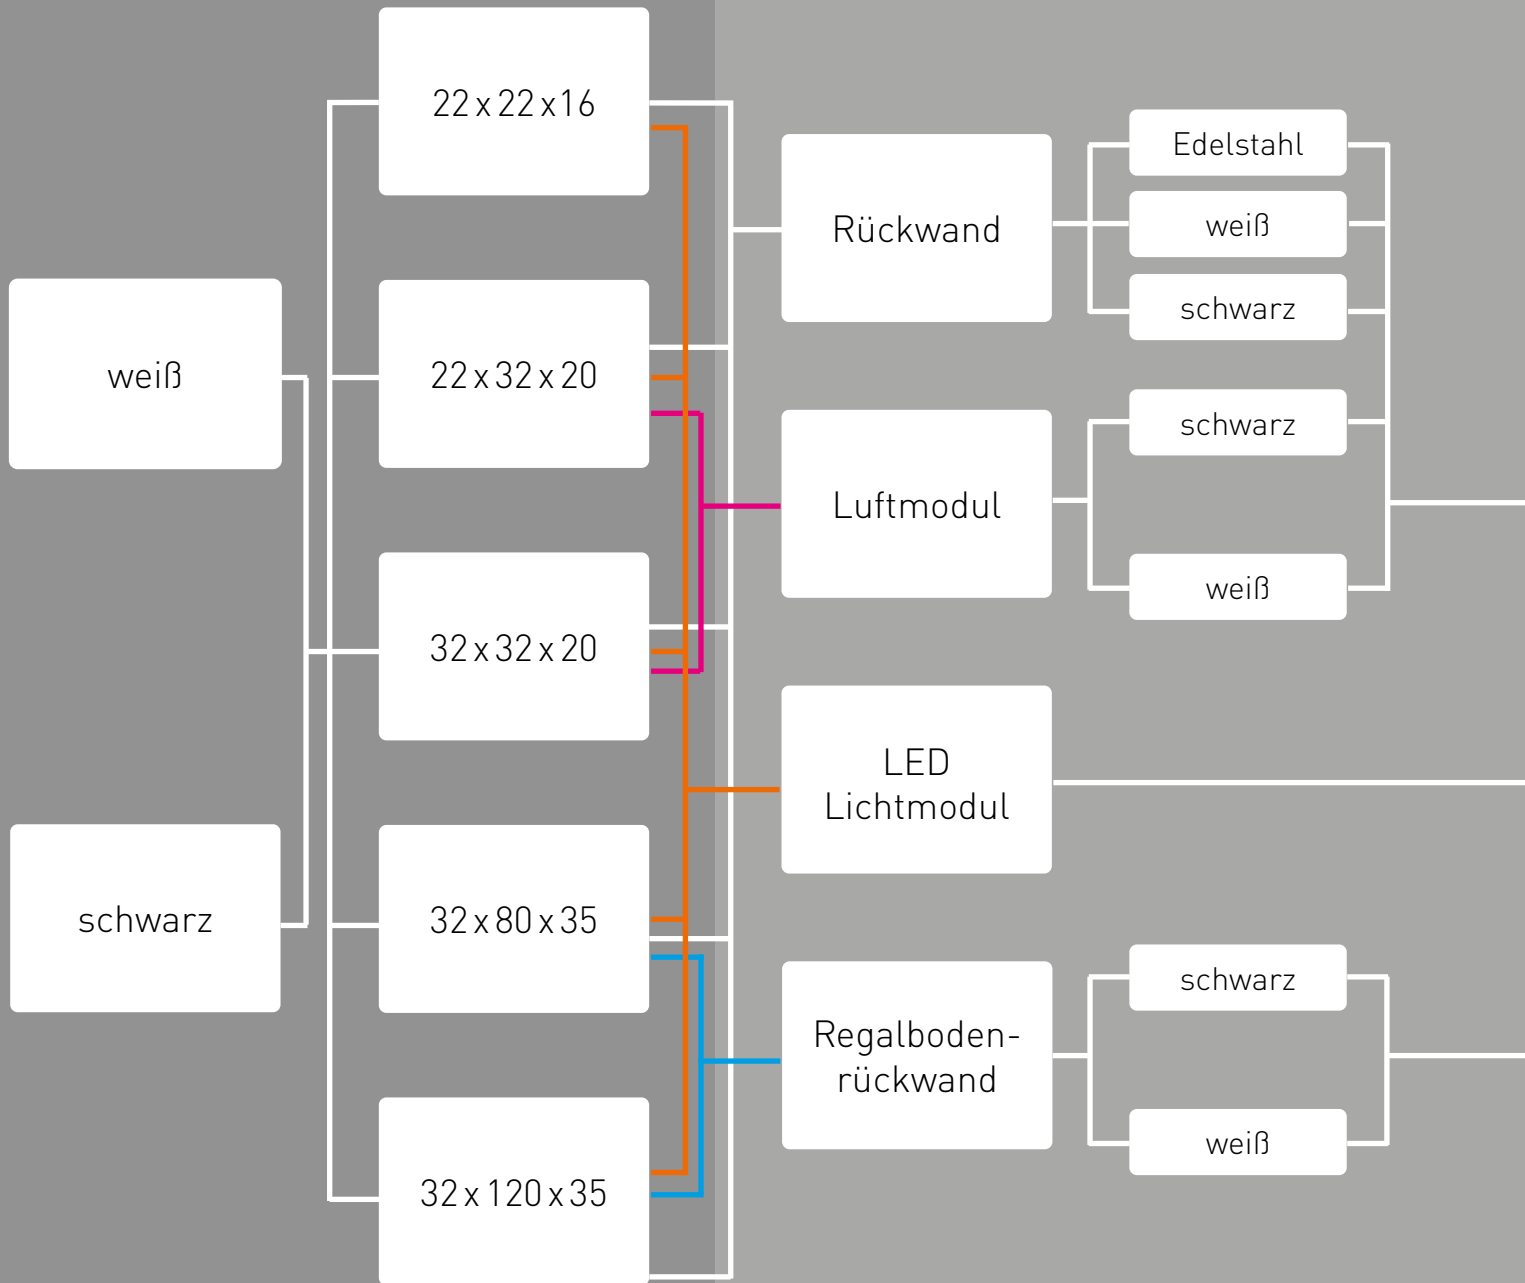 weiß
schwarz
22 x 22 x 16
22 x 32 x 20
32 x 32 x 20
32 x 80 x 35
32 x 120 x 35
Rückwand
Luftmodul
LED
Lichtmodul
Regalboden-
rückwand
Edelstahl
weiß
schwarz
schwarz
weiß
schwarz
weiß